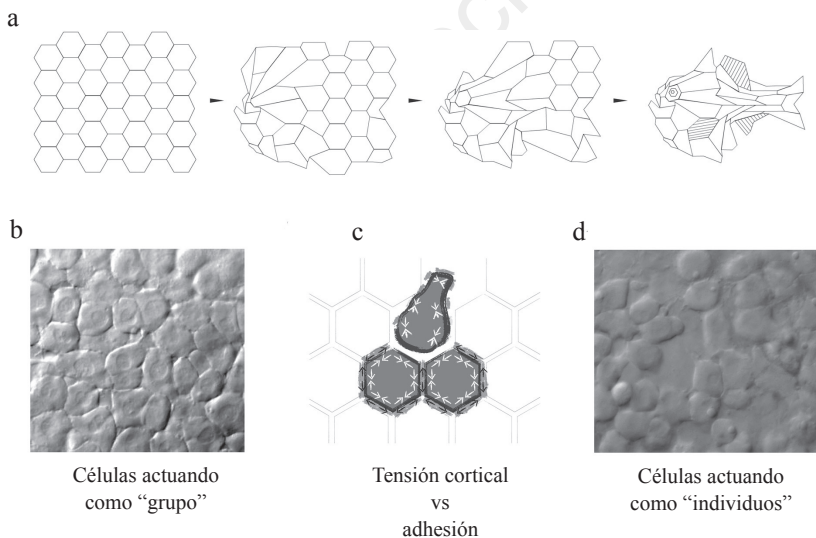 a
b
c
d
Células actuando
como “grupo”
Tensión cortical
vs
adhesión
Células actuando
como “individuos”